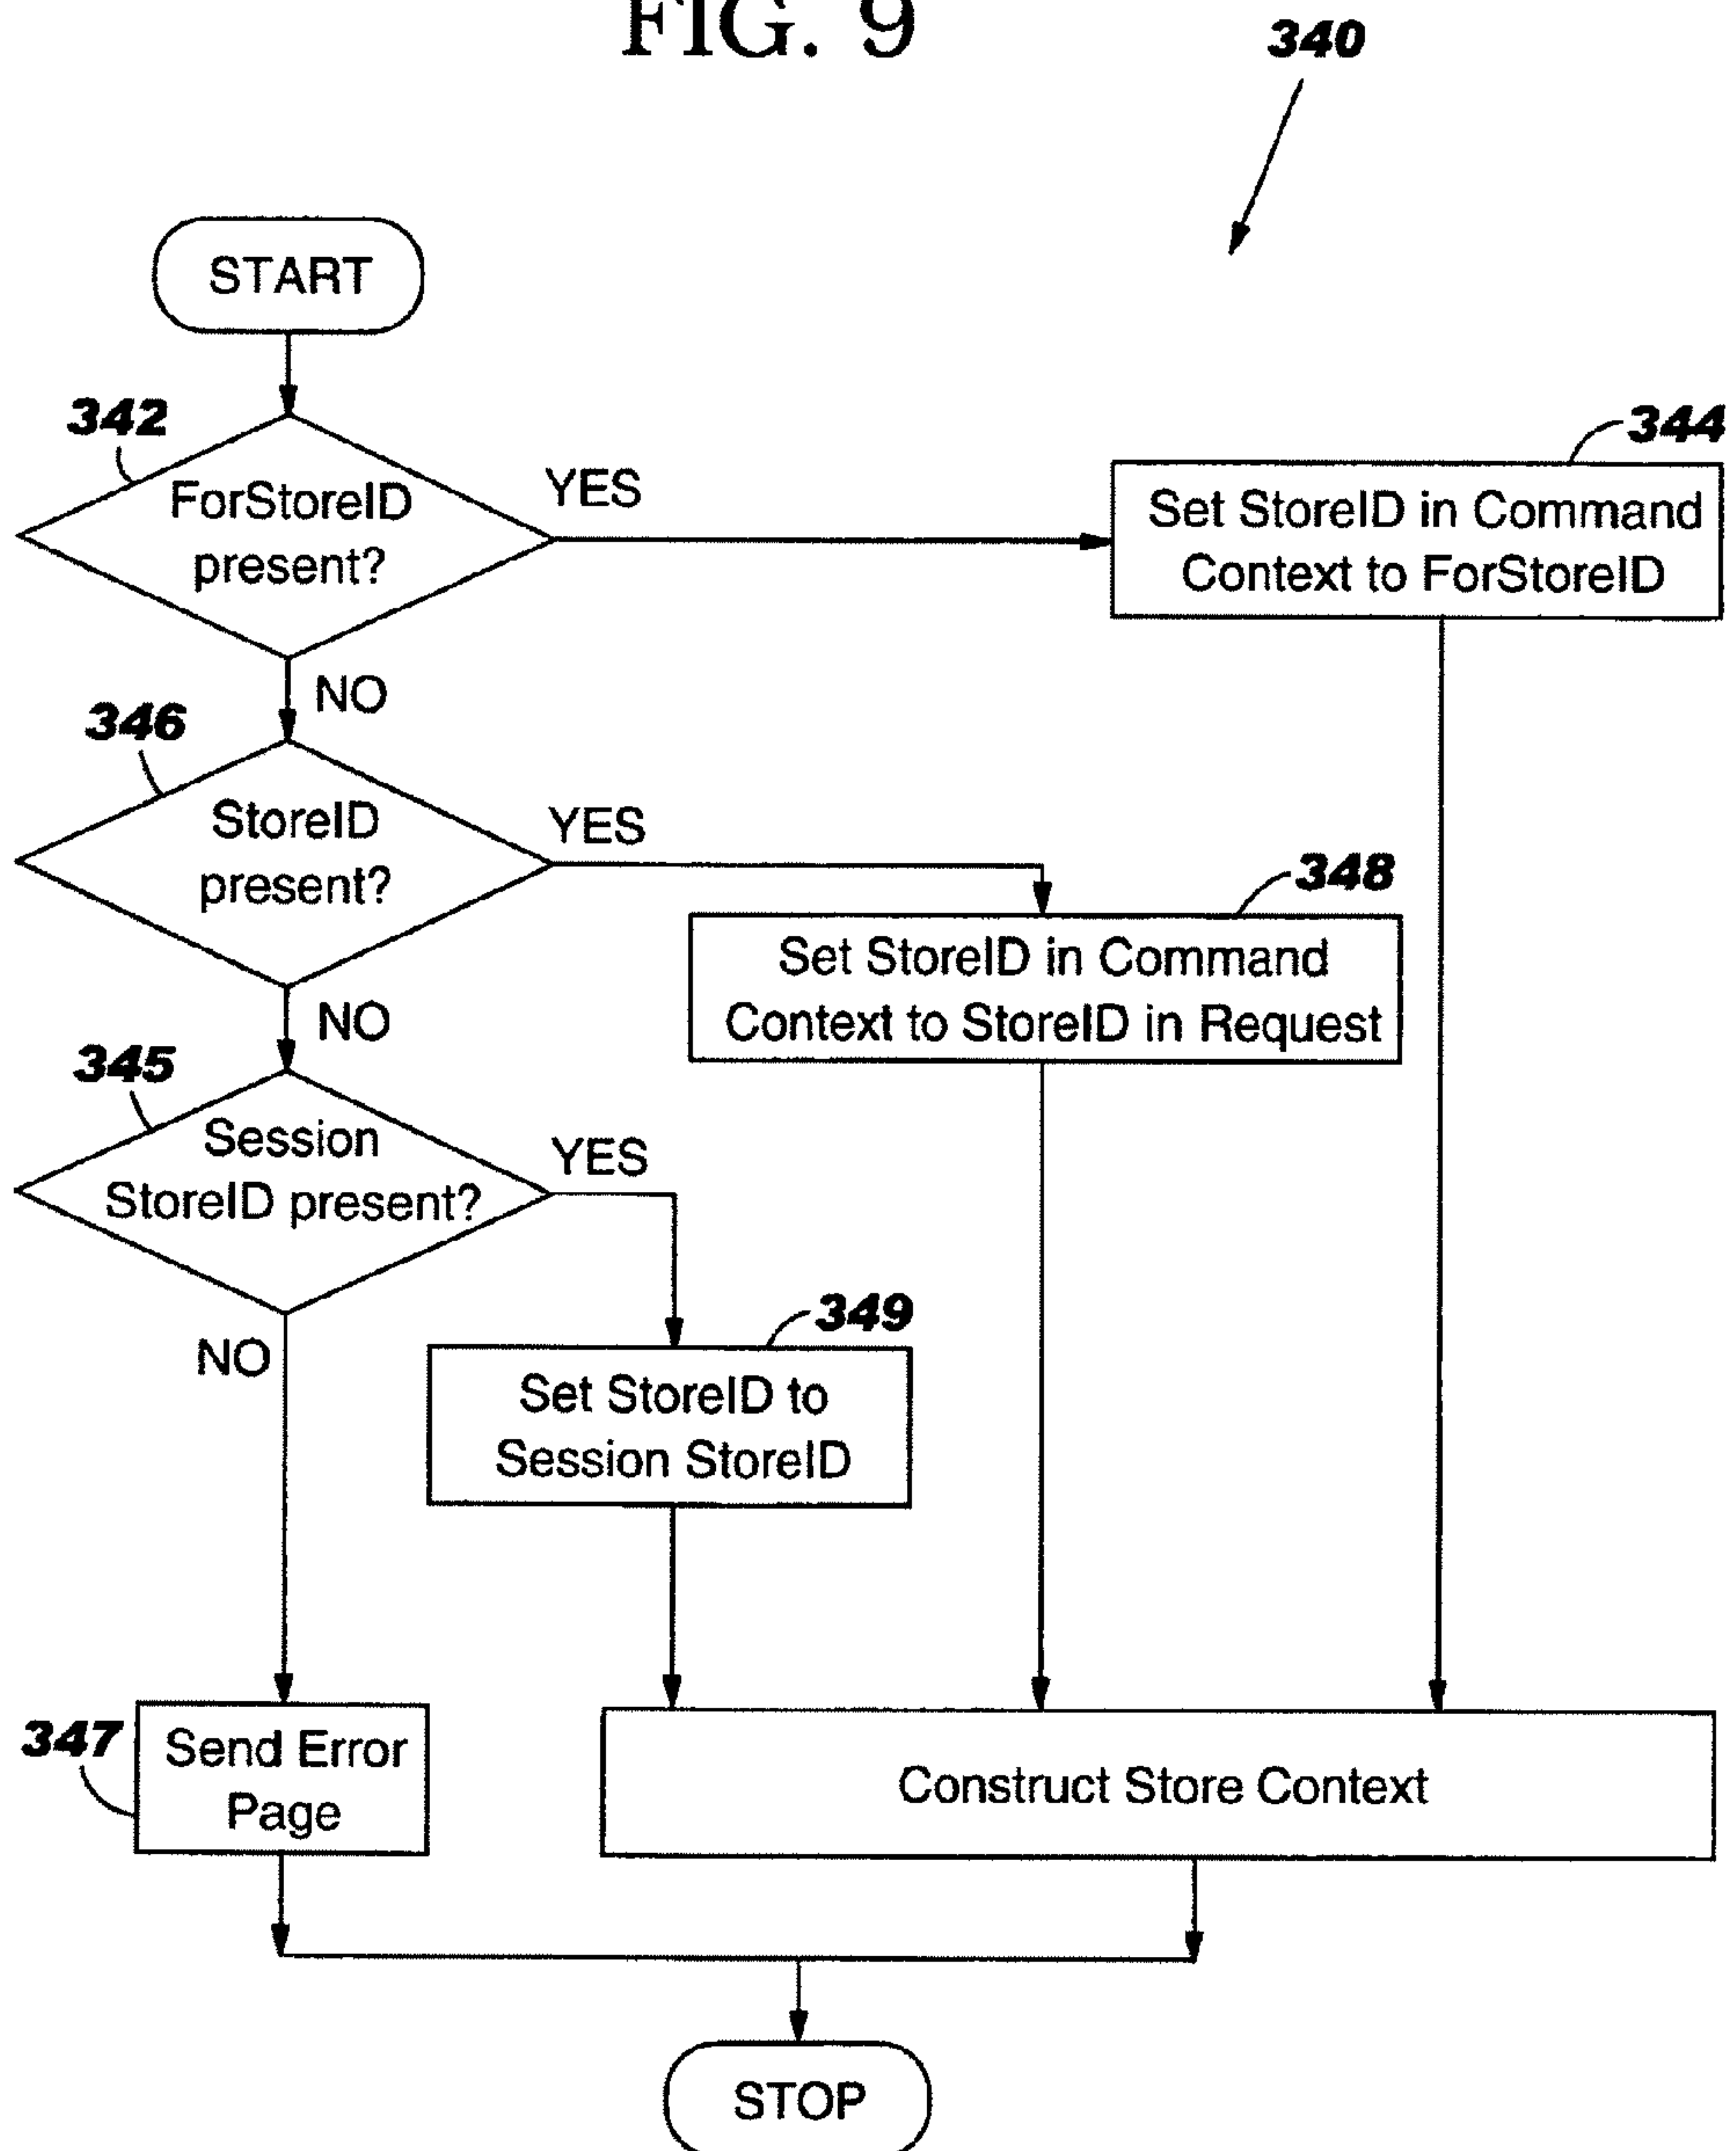 FIG. 9
340
START
342
ForStoreID
present?
YES
344
Set StoreID in Command
Context to ForStoreID
NO
346
StoreID
present?
YES
348
Set StoreID in Command
Context to StoreID in Request
NO
345
Session
StoreID present?
YES
349
Set StoreID to
Session StoreID
NO
347
Send Error
Page
Construct Store Context
STOP